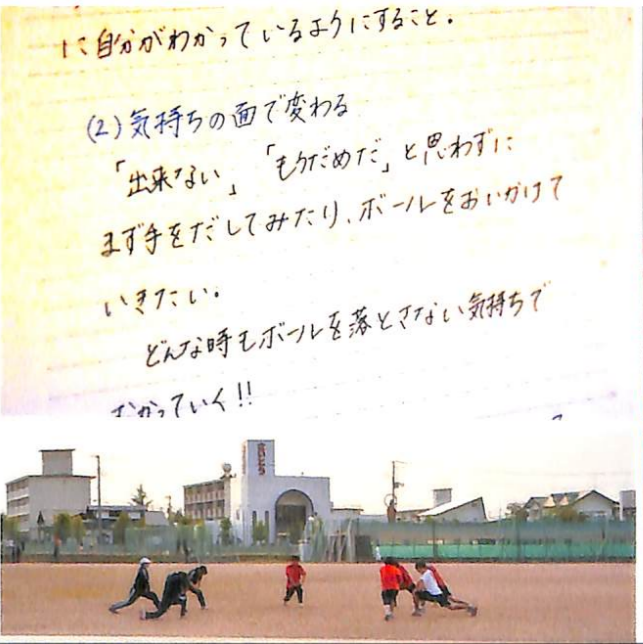 に自分がわかっているようにすること。
(2)気持ちの面で変わる
「出来ない」「もうだめだ」と思わずに
まず手をだしてみたり、ボールをおいかけて
いきたい。
どんな時もボールを落とさない気持ちで
むかっていく!!